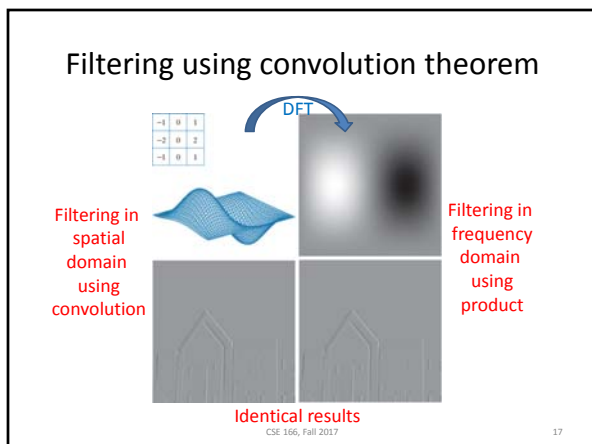 Filtering using convolution theorem
DFT
-1 0 1
-2 0 2
-1 0 1
Filtering in
spatial
domain
using
convolution
Filtering in
frequency
domain
using
product
Identical results
CSE 166, Fall 2017
17